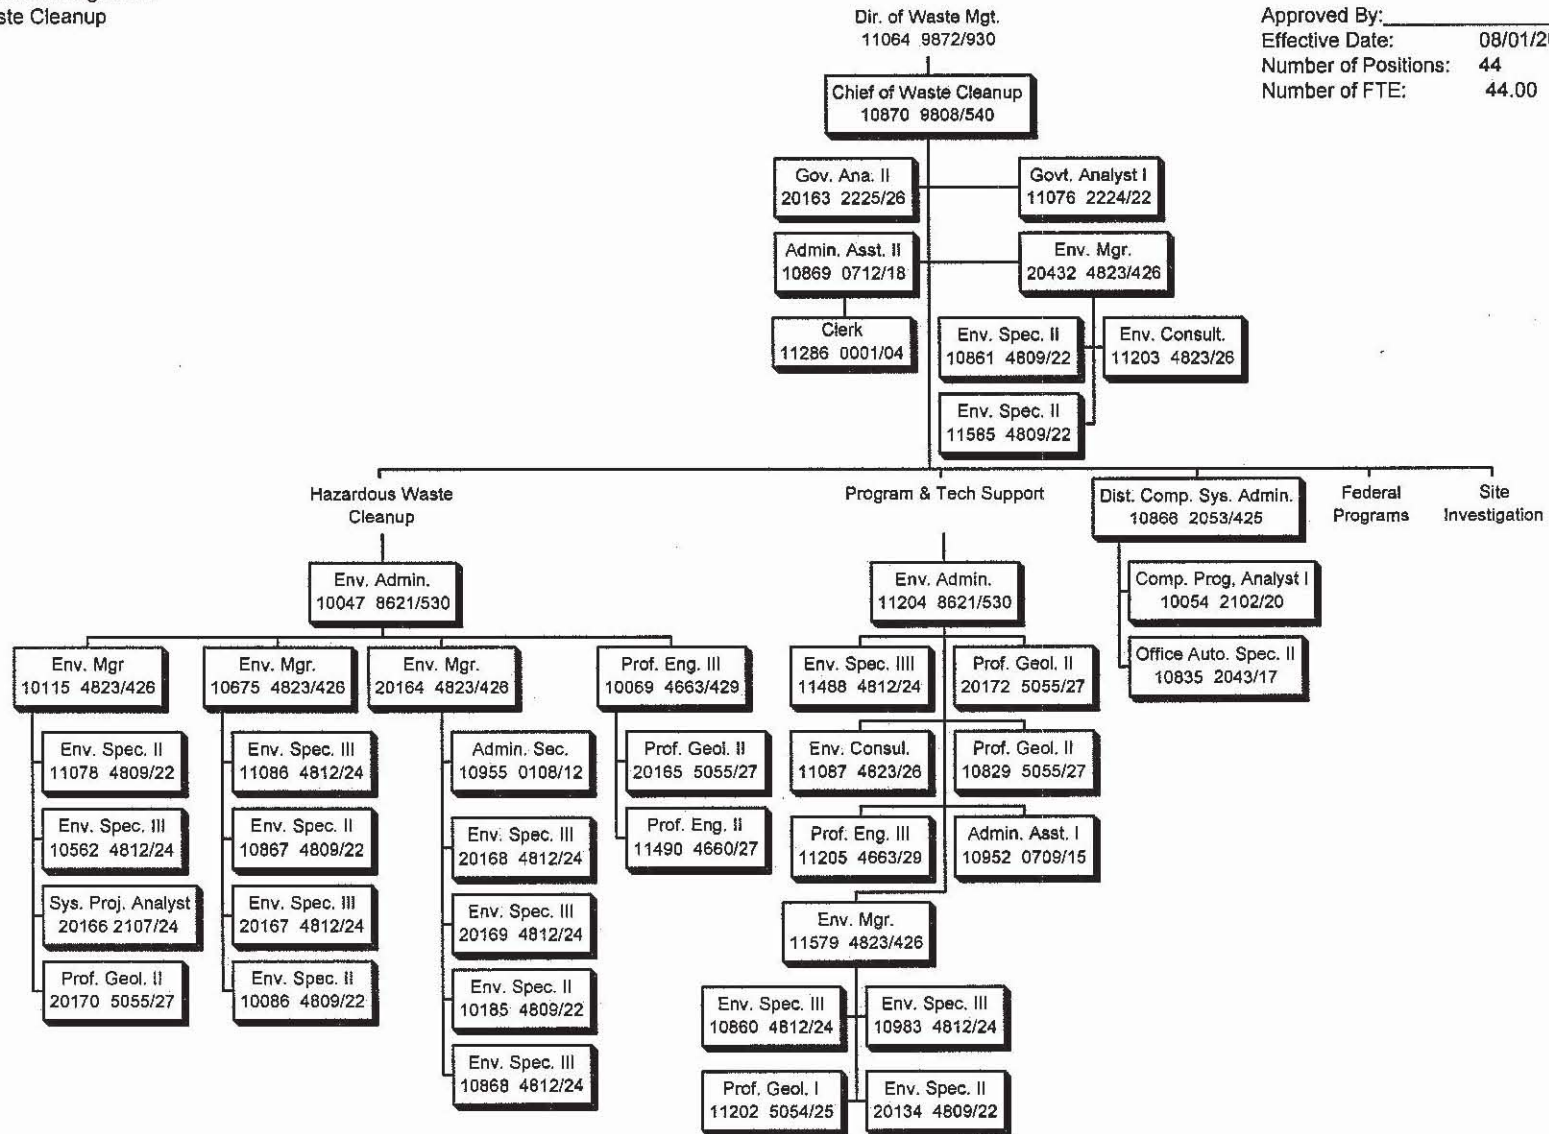 ste Cleanup
Dir. of Waste Mgt.
11064 9872/930
Approved By:
Effective Date: 08/01/20
Number of Positions: 44
Number of FTE: 44.00
Chief of Waste Cleanup
10870 9808/540
Gov. Ana. II
20163 2225/26
Govt. Analyst I
11076 2224/22
Admin. Asst. II
10869 0712/18
Env. Mgr.
20432 4823/426
Clerk
11286 0001/04
Env. Spec. II
10861 4809/22
Env. Consult.
11203 4823/26
Env. Spec. II
11585 4809/22
Hazardous Waste
Cleanup
Program & Tech Support
Dist. Comp. Sys. Admin.
10866 2053/425
Federal
Programs
Site
Investigation
Env. Admin.
10047 8621/530
Env. Admin.
11204 8621/530
Comp. Prog, Analyst I
10054 2102/20
Office Auto. Spec. II
10835 2043/17
Env. Mgr
10115 4823/426
Env. Mgr.
10675 4823/426
Env. Mgr.
20164 4823/426
Prof. Eng. III
10069 4663/429
Env. Spec. IIII
11488 4812/24
Prof. Geol. II
20172 5055/27
Env. Spec. II
11078 4809/22
Env. Spec. III
11086 4812/24
Admin. Sec.
10955 0108/12
Prof. Geol. II
20165 5055/27
Env. Consul.
11087 4823/26
Prof. Geol. II
10829 5055/27
Env. Spec. III
10562 4812/24
Env. Spec. II
10867 4809/22
Env. Spec. III
20168 4812/24
Prof. Eng. II
11490 4660/27
Prof. Eng. III
11205 4663/29
Admin. Asst. I
10952 0709/15
Sys. Proj. Analyst
20166 2107/24
Env. Spec. III
20167 4812/24
Env. Spec. III
20169 4812/24
Env. Mgr.
11579 4823/426
Prof. Geol. II
20170 5055/27
Env. Spec. II
10086 4809/22
Env. Spec. II
10185 4809/22
Env. Spec. III
10860 4812/24
Env. Spec. III
10983 4812/24
Env. Spec. III
10868 4812/24
Prof. Geol. I
11202 5054/25
Env. Spec. II
20134 4809/22